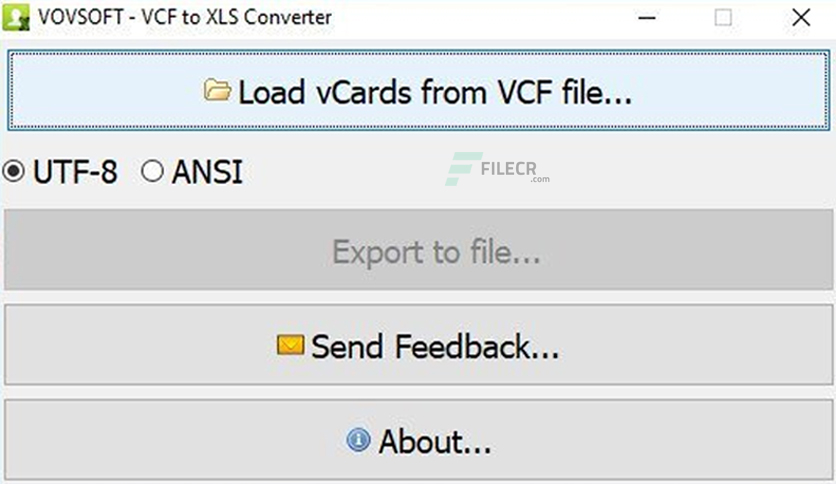 VOVSOFT - VCF to XLS Converter
Load vCards from VCF file...
UTF-8 ANSI
FILECR
.com
Export to file...
Send Feedback...
About...